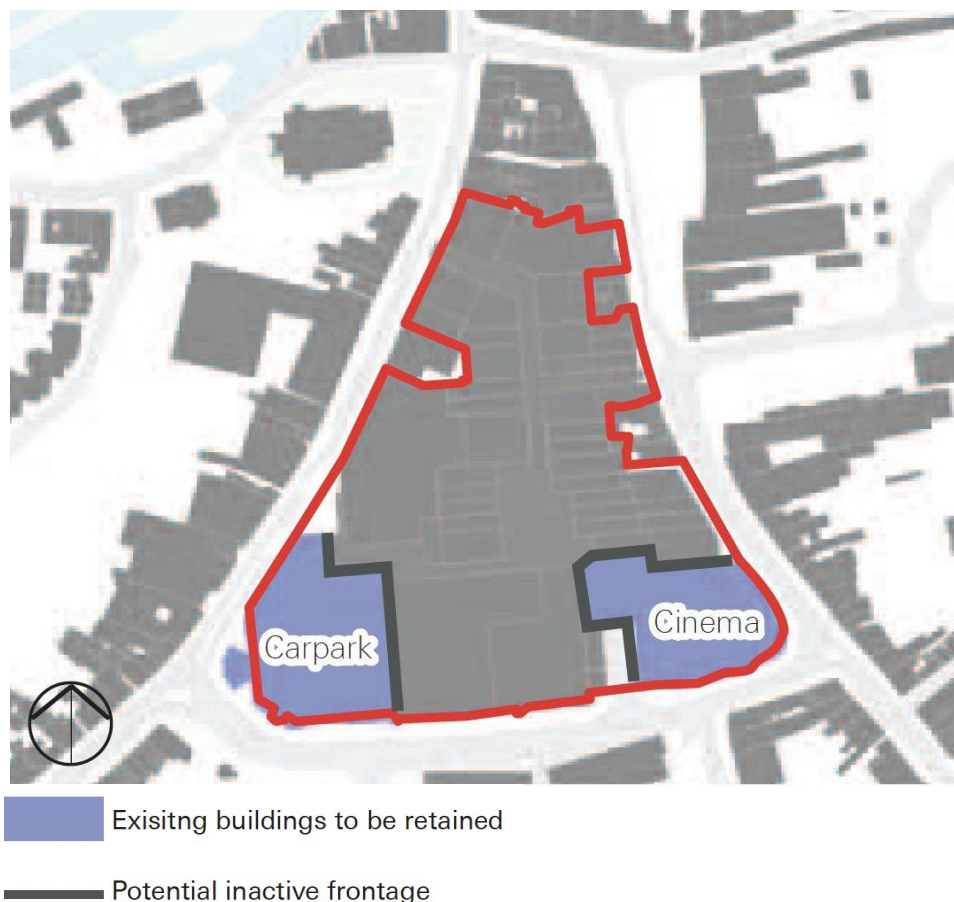 Carpark
Cinema
Exisitng buildings to be retained
Potential inactive frontage